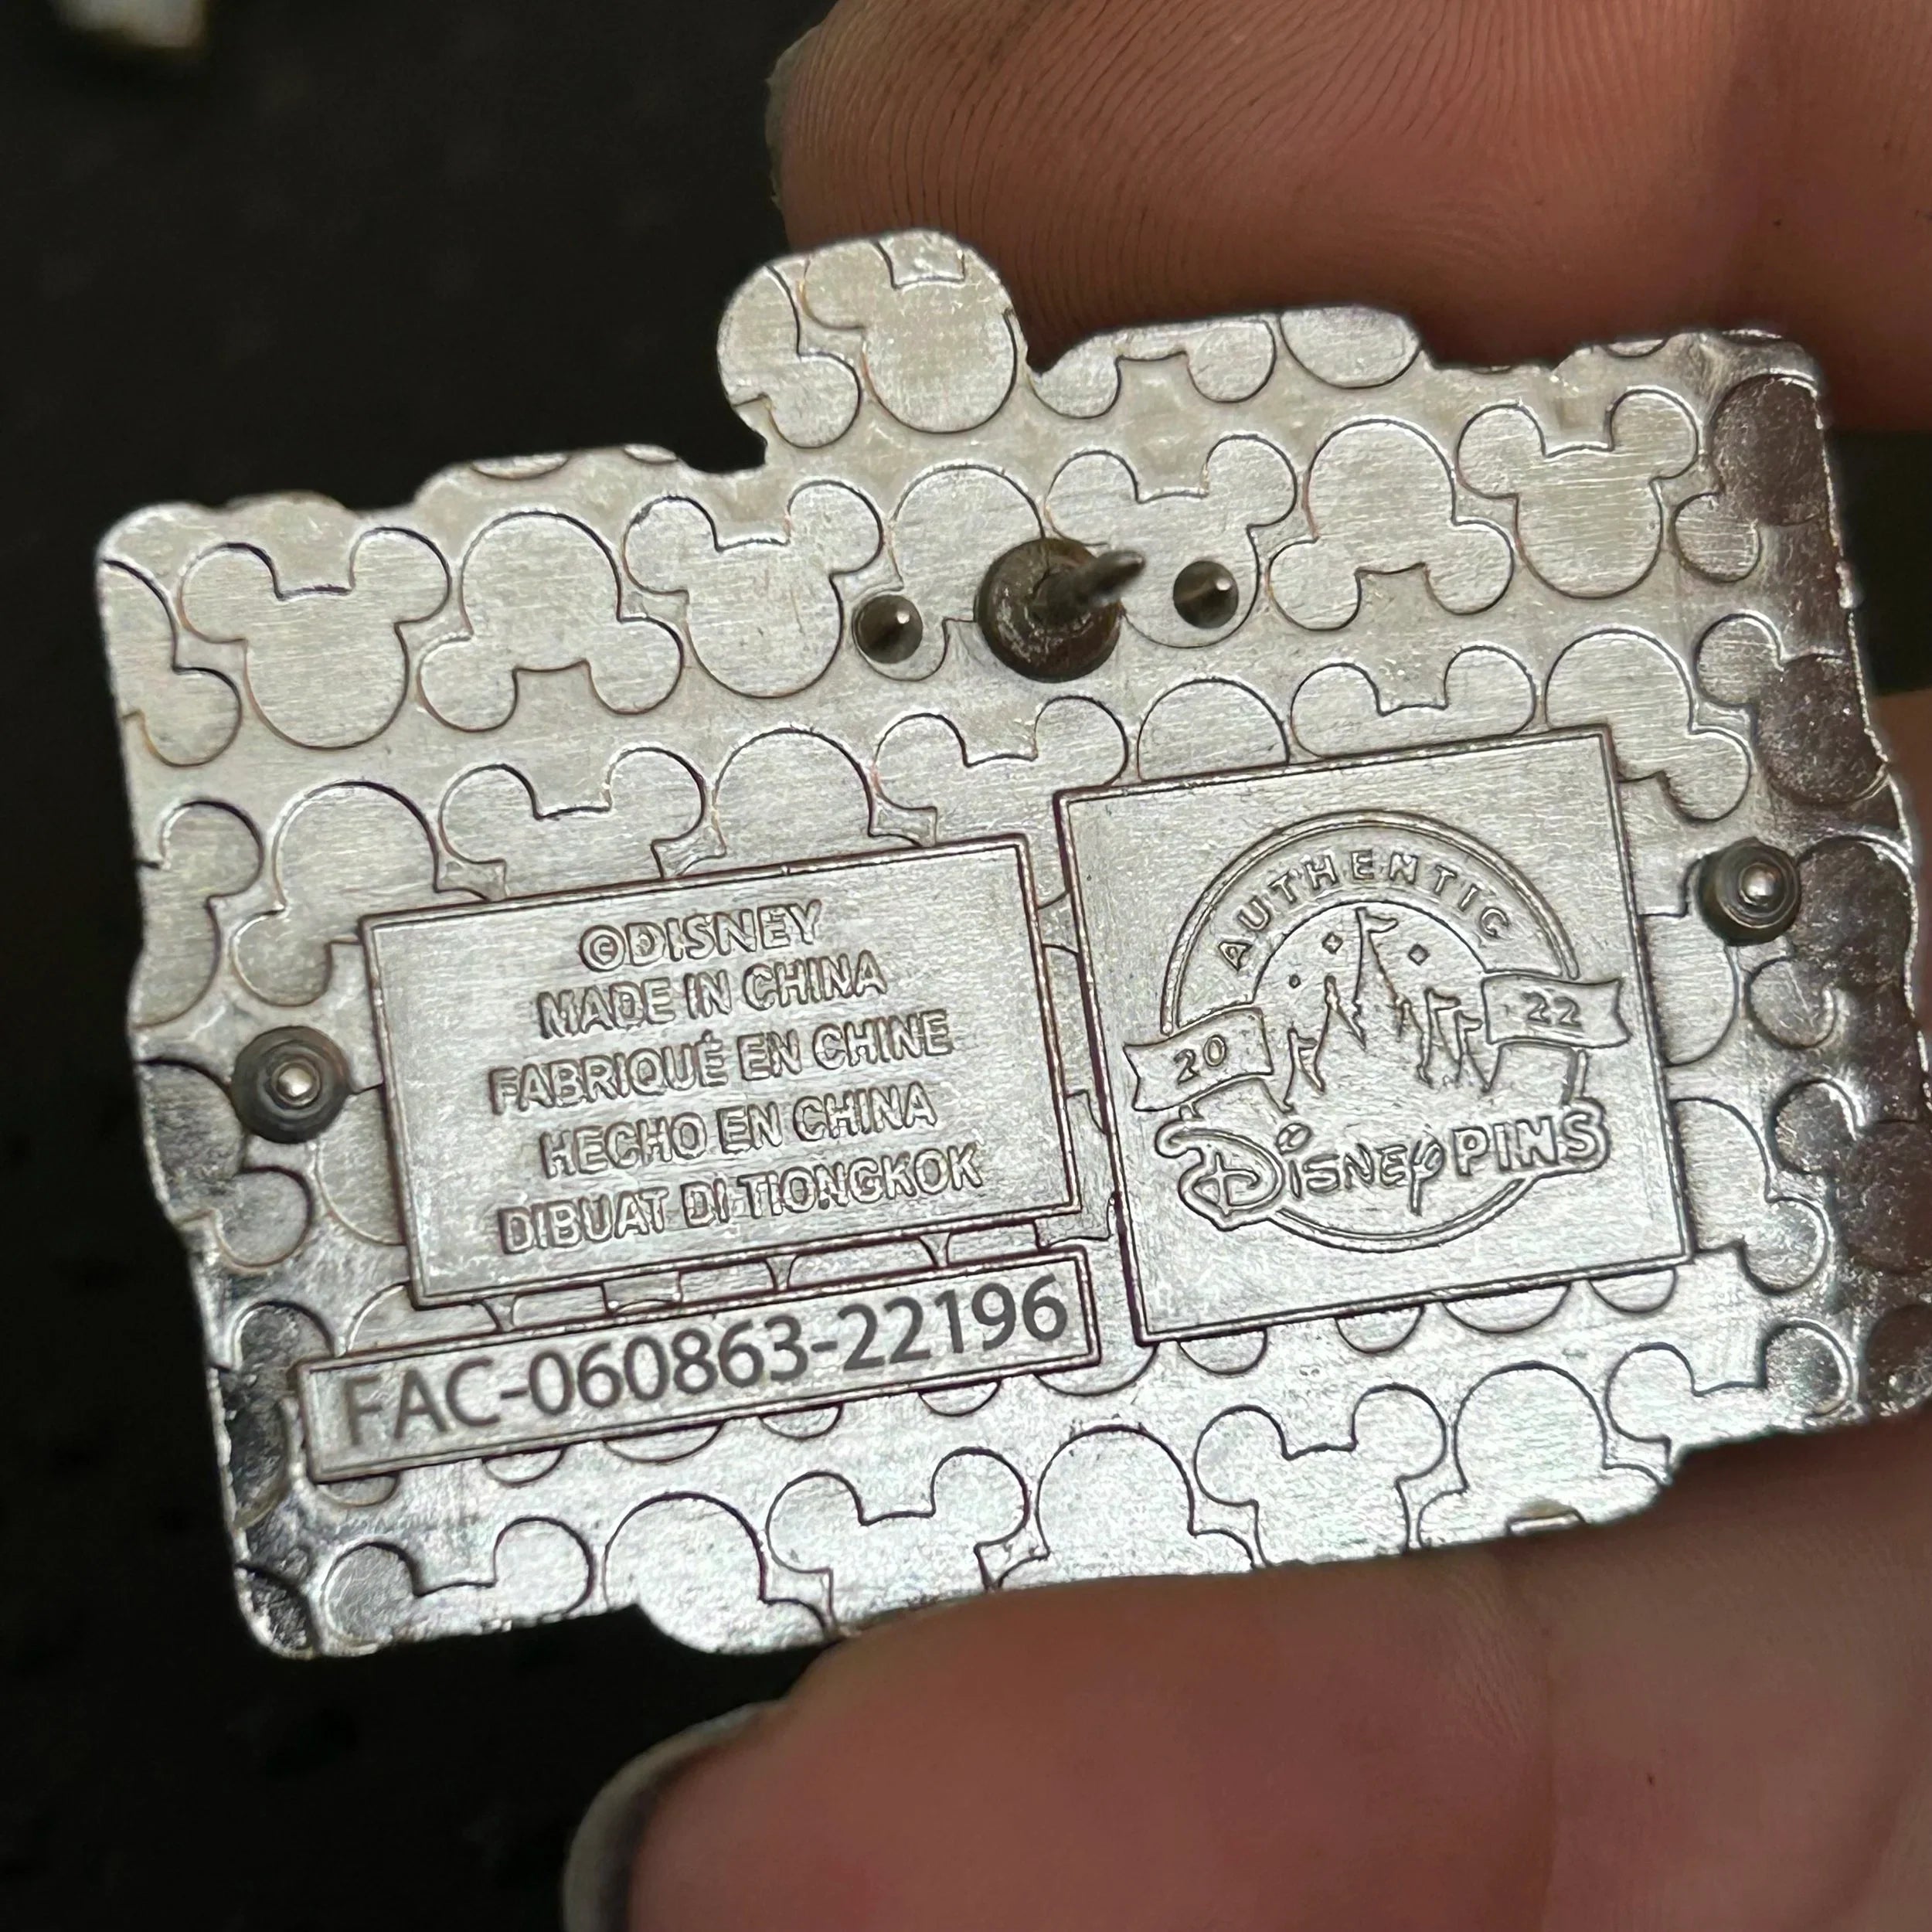 ©DISNEY
MADE IN CHINA
FABRIQUÉ EN CHINE
HECHO EN CHINA
DIBUAT DI TIONGKOK
FAC-060863-22196
AUTHENTIC
20 22
Disney PINS